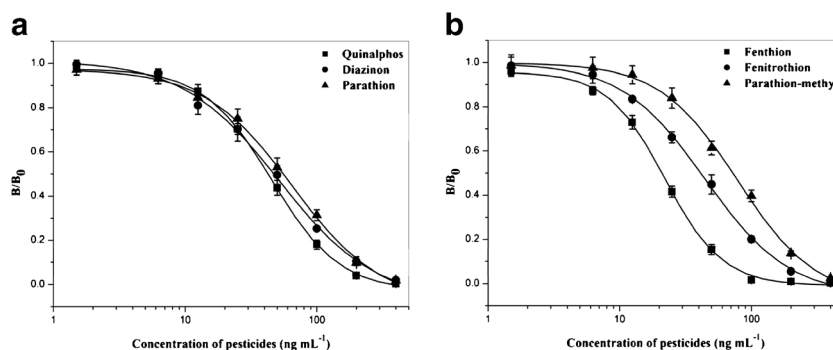 a
Quinalphos
Diazinon
Parathion
B/B0
1.0
0.8
0.6
0.4
0.2
0.0
1
10
100
Concentration of pesticides (ng mL-1)
b
Fenthion
Fenitrothion
Parathion-methy
B/B0
1.0
0.8
0.6
0.4
0.2
0.0
1
10
100
Concentration of pesticides (ng mL-1)